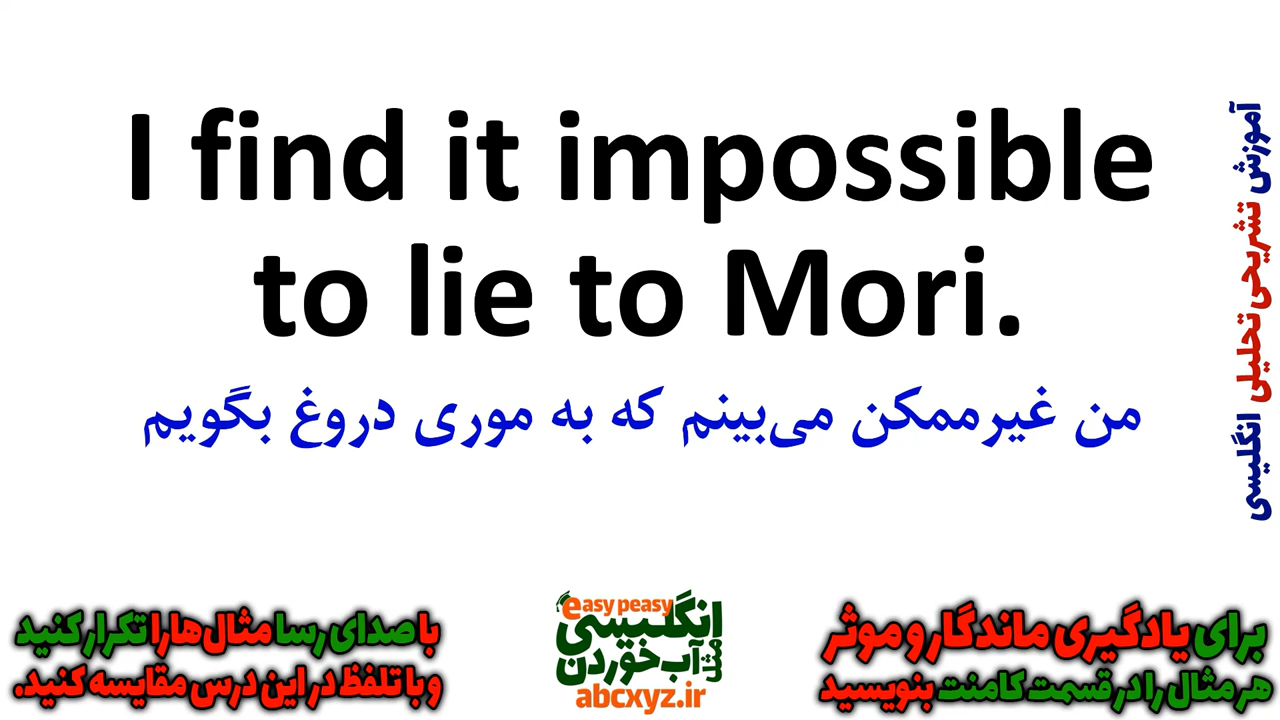 I find it impossible
to lie to Mori.
من غیرممکن می‌بینم که به موری دروغ بگویم
آموزش تشریحی تحلیلی انگلیسی
برای یادگیری ماندگار و موثر
هر مثال را در قسمت کامنت بنویسید
easy peasy
انگلیسی
مثل آب خوردن
abcxyz.ir
با صدای رسا مثال‌ها را تکرار کنید
و با تلفظ در این درس مقایسه کنید.